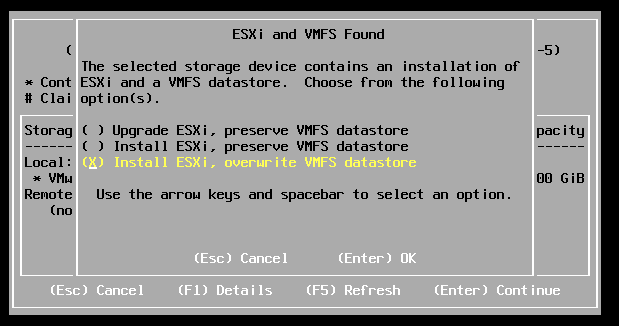 ESXi and VMFS Found
(
-5)
The selected storage device contains an installation of
* Cont
ESXi and a VMFS datastore.  Choose from the following
# Clai
option(s).
Storag
( ) Upgrade ESXi, preserve VMFS datastore
pacity
------
( ) Install ESXi, preserve VMFS datastore
------
Local:
(X) Install ESXi, overwrite VMFS datastore
* VMw
00 GiB
Remote
Use the arrow keys and spacebar to select an option.
(no
(Esc) Cancel
(Enter) OK
(Esc) Cancel    (F1) Details    (F5) Refresh    (Enter) Continue